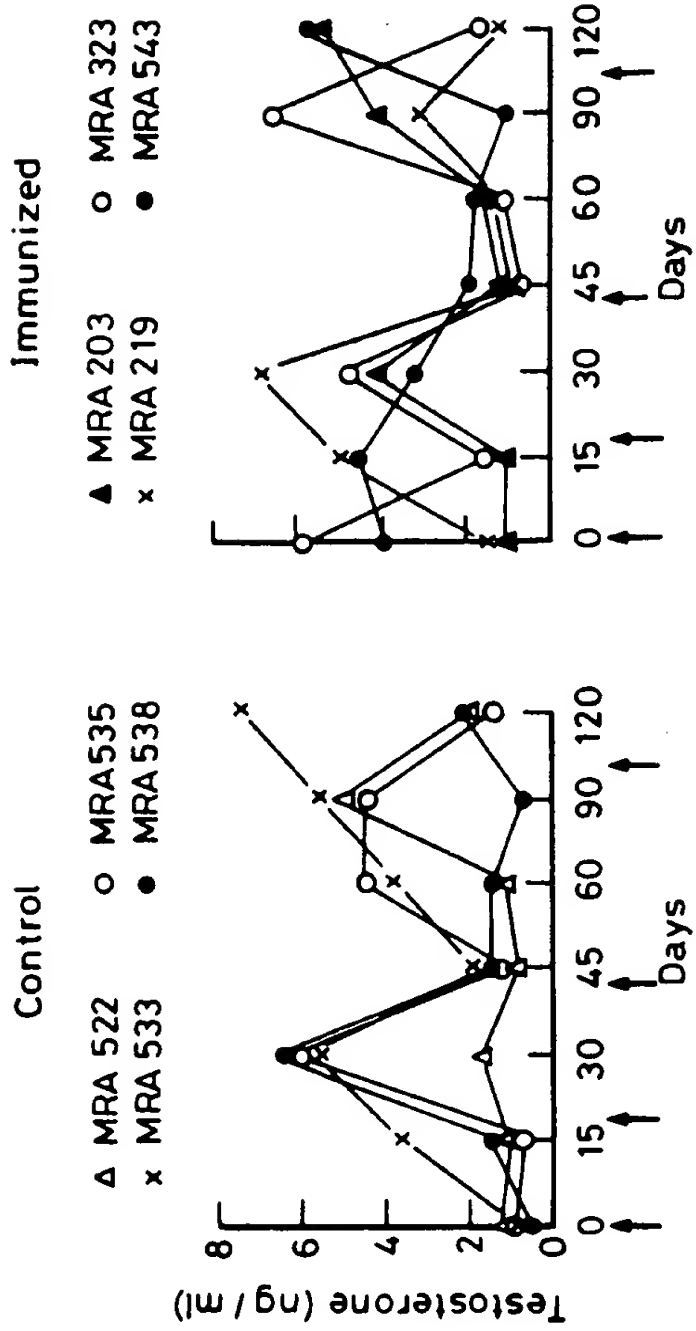 Control
Δ MRA 522 ○ MRA535
× MRA 533 ● MRA538
Testosterone (ng/ml)
8
6
4
2
0
0 15 30 45 60 90 120
Days
Immunized
▲ MRA 203 ○ MRA 323
× MRA 219 ● MRA 543
0 15 30 45 60 90 120
Days